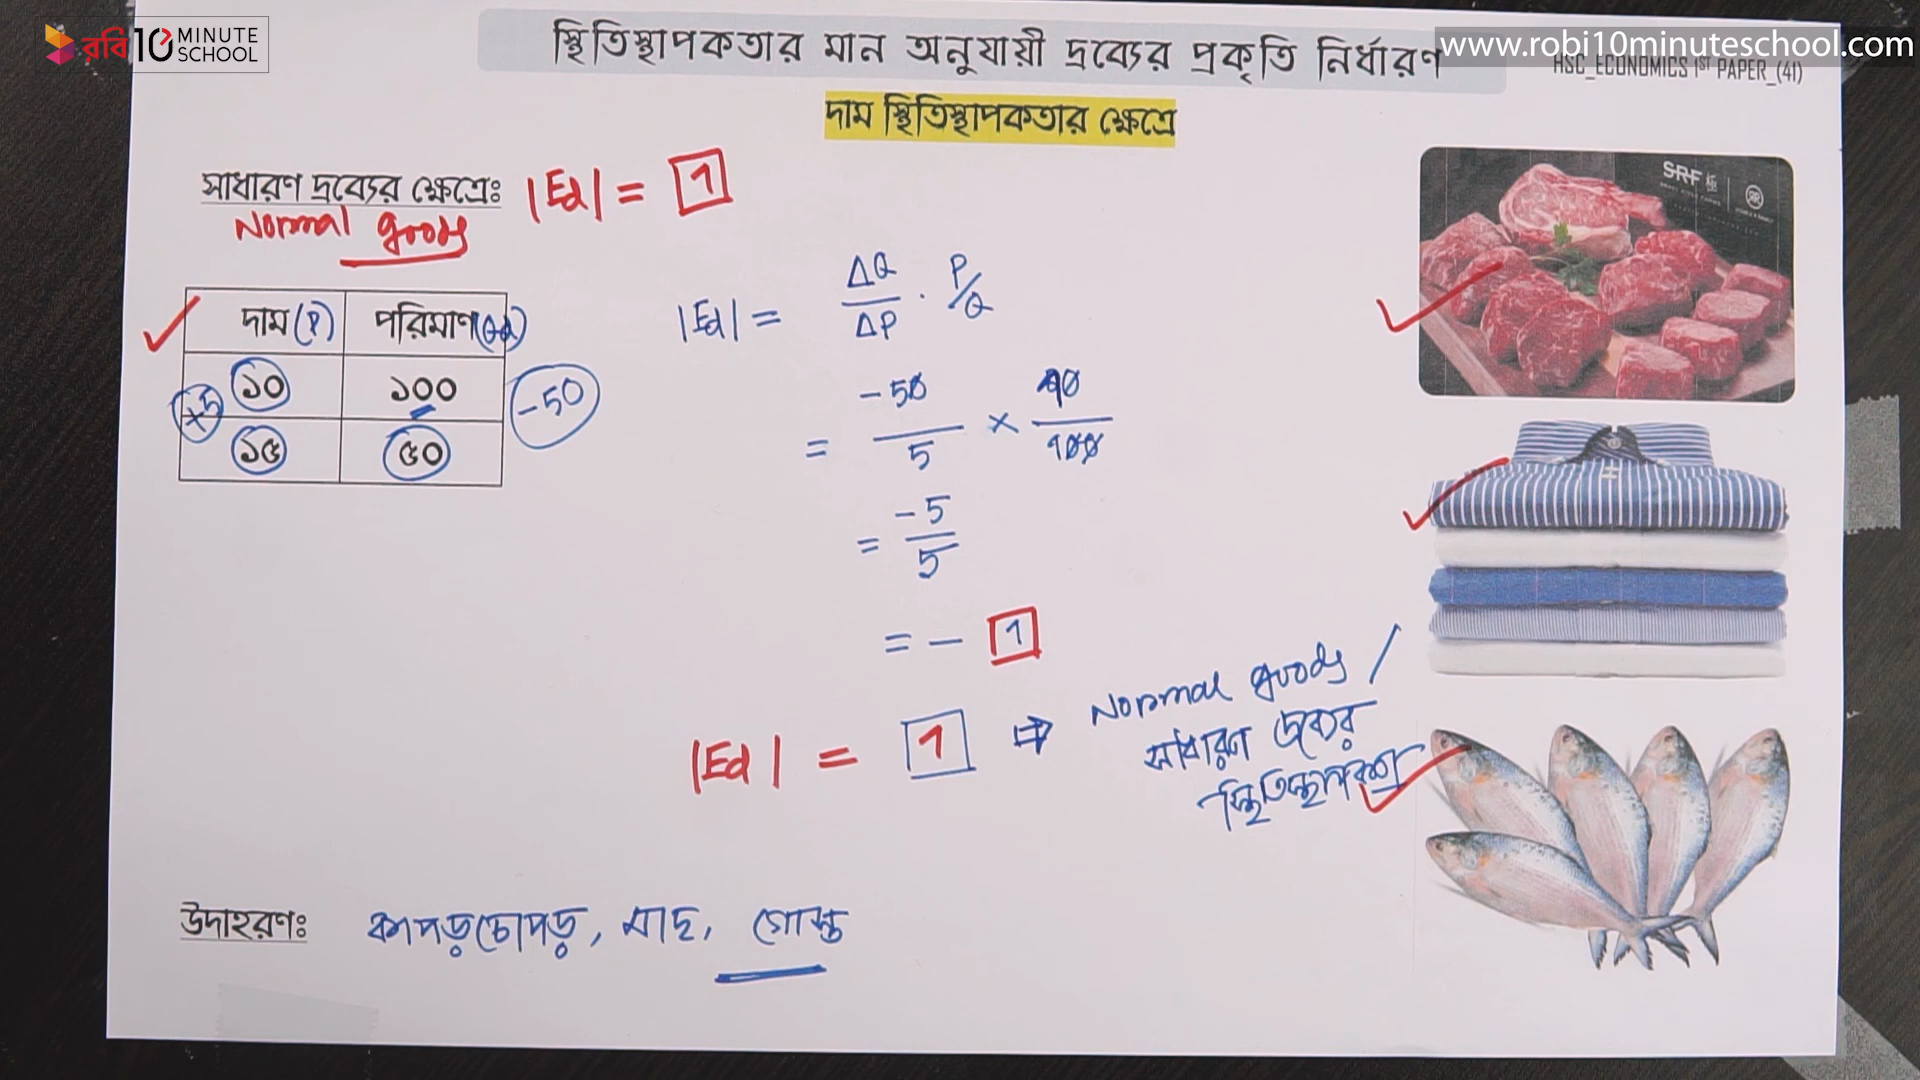 রবি 10 MINUTE SCHOOL
www.robi10minuteschool.com
স্থিতিস্থাপকতার মান অনুযায়ী দ্রব্যের প্রকৃতি নির্ধারণ
HSC_ECONOMICS 1ST PAPER_(41)
দাম স্থিতিস্থাপকতার ক্ষেত্রে
সাধারণ দ্রব্যের ক্ষেত্রেঃ |Ed| = 1
Normal goods
দাম (P) পরিমাণ (Qd)
১০ ১০০
১৫ ৫০
+5
-50
|Ed| = ΔQ/ΔP · P/Q
= -50/5 × 10/100
= -5/5
= - 1
|Ed| = 1 ⇒ Normal goods /
সাধারণ দ্রব্যের
স্থিতিস্থাপকতা
উদাহরণঃ কাপড়চোপড়, মাছ, গোস্ত
SRF